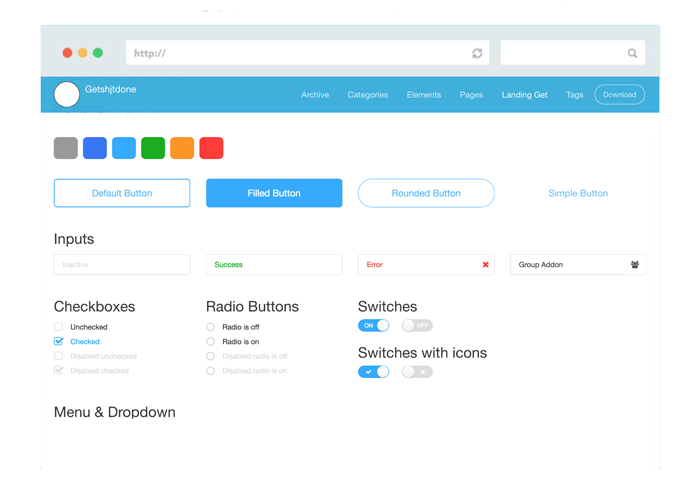 http://
Getshjtdone
Archive Categories Elements Pages Landing Get Tags Download
Default Button Filled Button Rounded Button Simple Button
Inputs
Inactive Success Error Group Addon
Checkboxes Radio Buttons Switches
Unchecked Radio is off ON OFF
Checked Radio is on
Switches with icons
Disabled unchecked Disabled radio is off
Disabled checked Disabled radio is on
Menu & Dropdown